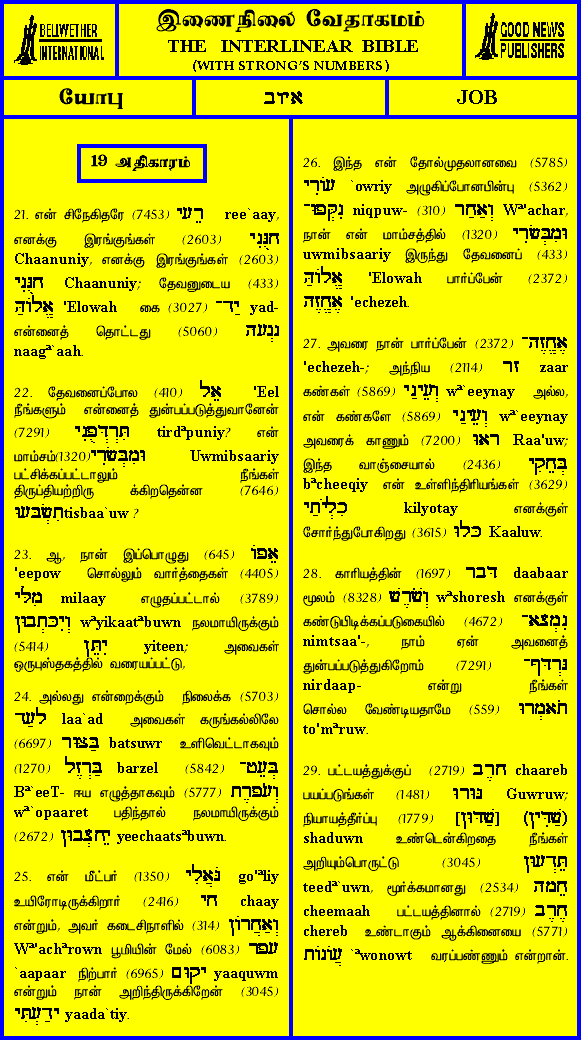 BELLWETHER
INTERNATIONAL
இணைநிலை வேதாகமம்
THE INTERLINEAR BIBLE
(WITH STRONG'S NUMBERS)
GOOD NEWS
PUBLISHERS
யோபு
איוב
JOB
19 அதிகாரம்
21. என் சிநேகிதரே (7453) רֵעָי ree`aay,
எனக்கு இரங்குங்கள் (2603) חָנֻּנִי
Chaanuniy, எனக்கு இரங்குங்கள் (2603)
חָנֻּנִי Chaanuniy; தேவனுடைய (433)
אֱלוֹהַּ 'Elowah கை (3027) יַד־ yad-
என்னைத் தொட்டது (5060) נָגְעָה
naagª`aah.
22. தேவனைப்போல (410) אֵל 'Eel
நீங்களும் என்னைத் துன்பப்படுத்துவானேன்
(7291) תִּרְדְּפֻנִי tirdªpuniy? என்
மாம்சம்(1320)וּמִבְּשָׂרִי Uwmibsaariy
பட்சிக்கப்பட்டாலும் நீங்கள்
திருப்தியற்றிரு க்கிறதென்ன (7646)
תִשְׂבָּעוּtisbaa`uw ?
23. ஆ, நான் இப்பொழுது (645) אֵפוֹ
'eepow சொல்லும் வார்த்தைகள் (4405)
מִלָּי milaay எழுதப்பட்டால் (3789)
וְיִכָּתְבוּן wªyikaatªbuwn நலமாயிருக்கும்
(5414) יִתֵּן yiteen; அவைகள்
ஒருபுஸ்தகத்தில் வரையப்பட்டு,
24. அல்லது என்றைக்கும் நிலைக்க (5703)
לָעַד laa`ad அவைகள் கருங்கல்லிலே
(6697) בַּצּוּר batsuwr உளிவெட்டாகவும்
(1270) בַּרְזֶל barzel (5842) בְּעֵט־
Bª`eeT- ஈய எழுத்தாகவும் (5777) וְעֹפָרֶת
wª`opaaret பதிந்தால் நலமாயிருக்கும்
(2672) יֵחָצְבוּן yeechaatsªbuwn.
25. என் மீட்பர் (1350) גֹּאֲלִי go'ªliy
உயிரோடிருக்கிறார் (2416) חָי chaay
என்றும், அவர் கடைசிநாளில் (314) וְאַחֲרוֹן
Wª'achªrown பூமியின் மேல் (6083) עָפָר
`aapaar நிற்பார் (6965) יָקוּם yaaquwm
என்றும் நான் அறிந்திருக்கிறேன் (3045)
יָדַעְתִּי yaada`tiy.
26. இந்த என் தோல்முதலானவை (5785)
עוֹרִי `owriy அழுகிப்போனபின்பு (5362)
נִקְּפוּ־ niqpuw- (310) וְאַחַר Wª'achar,
நான் என் மாம்சத்தில் (1320) וּמִבְּשָׂרִי
uwmibsaariy இருந்து தேவனைப் (433)
אֱלוֹהַּ 'Elowah பார்ப்பேன் (2372)
אֶחֱזֶה 'echezeh.
27. அவரை நான் பார்ப்பேன் (2372) אֶחֱזֶה־
'echezeh-; அந்நிய (2114) זָר zaar
கண்கள் (5869) וְעֵינַי wª`eeynay அல்ல,
என் கண்களே (5869) וְעֵינַי wª`eeynay
அவரைக் காணும் (7200) רָאוּ Raa'uw;
இந்த வாஞ்சையால் (2436) בְּחֵקִי
bªcheeqiy என் உள்ளிந்திரியங்கள் (3629)
כִלְיֹתַי kilyotay எனக்குள்
சோர்ந்துபோகிறது (3615) כָּלוּ Kaaluw.
28. காரியத்தின் (1697) דָּבָר daabaar
மூலம் (8328) וְשֹׁרֶשׁ wªshoresh எனக்குள்
கண்டுபிடிக்கப்படுகையில் (4672) נִמְצָא־
nimtsaa'-, நாம் ஏன் அவனைத்
துன்பப்படுத்துகிறோம் (7291) נִרְדָּף־
nirdaap- என்று நீங்கள்
சொல்ல வேண்டியதாமே (559) תֹאמְרוּ
to'mªruw.
29. பட்டயத்துக்குப் (2719) חָרֶב chaareb
பயப்படுங்கள் (1481) גּוּרוּ Guwruw;
நியாயத்தீர்ப்பு (1779) [שַׁדּוּן] (שַׁדִּין)
shaduwn உண்டென்கிறதை நீங்கள்
அறியும்பொருட்டு (3045) תֵּדְעוּן
teedª`uwn, மூர்க்கமானது (2534) חֵמָה
cheemaah பட்டயத்தினால் (2719) חֶרֶב
chereb உண்டாகும் ஆக்கினையை (5771)
עֲוֹנוֹת `ªwonowt வரப்பண்ணும் என்றான்.